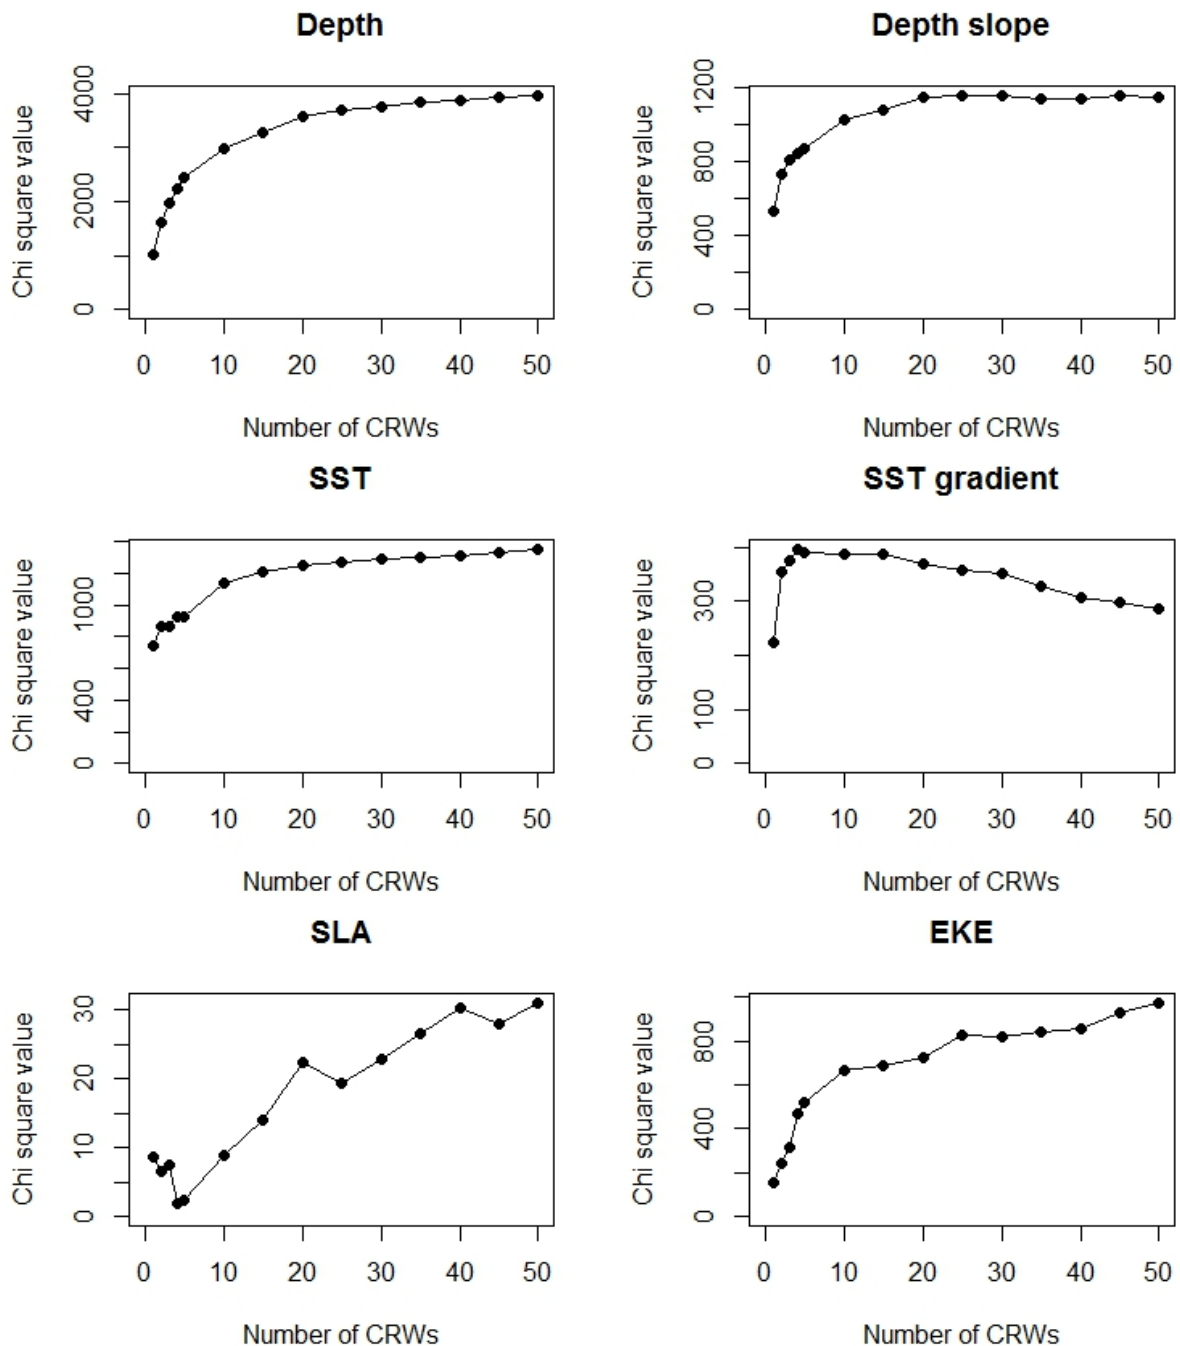 Depth
Chi square value
4000
2000
0
0 10 20 30 40 50
Number of CRWs
Depth slope
Chi square value
1200
800
400
0
0 10 20 30 40 50
Number of CRWs
SST
Chi square value
1000
400
0
0 10 20 30 40 50
Number of CRWs
SST gradient
Chi square value
300
100
0
0 10 20 30 40 50
Number of CRWs
SLA
Chi square value
30
20
10
0
0 10 20 30 40 50
Number of CRWs
EKE
Chi square value
800
400
0
0 10 20 30 40 50
Number of CRWs